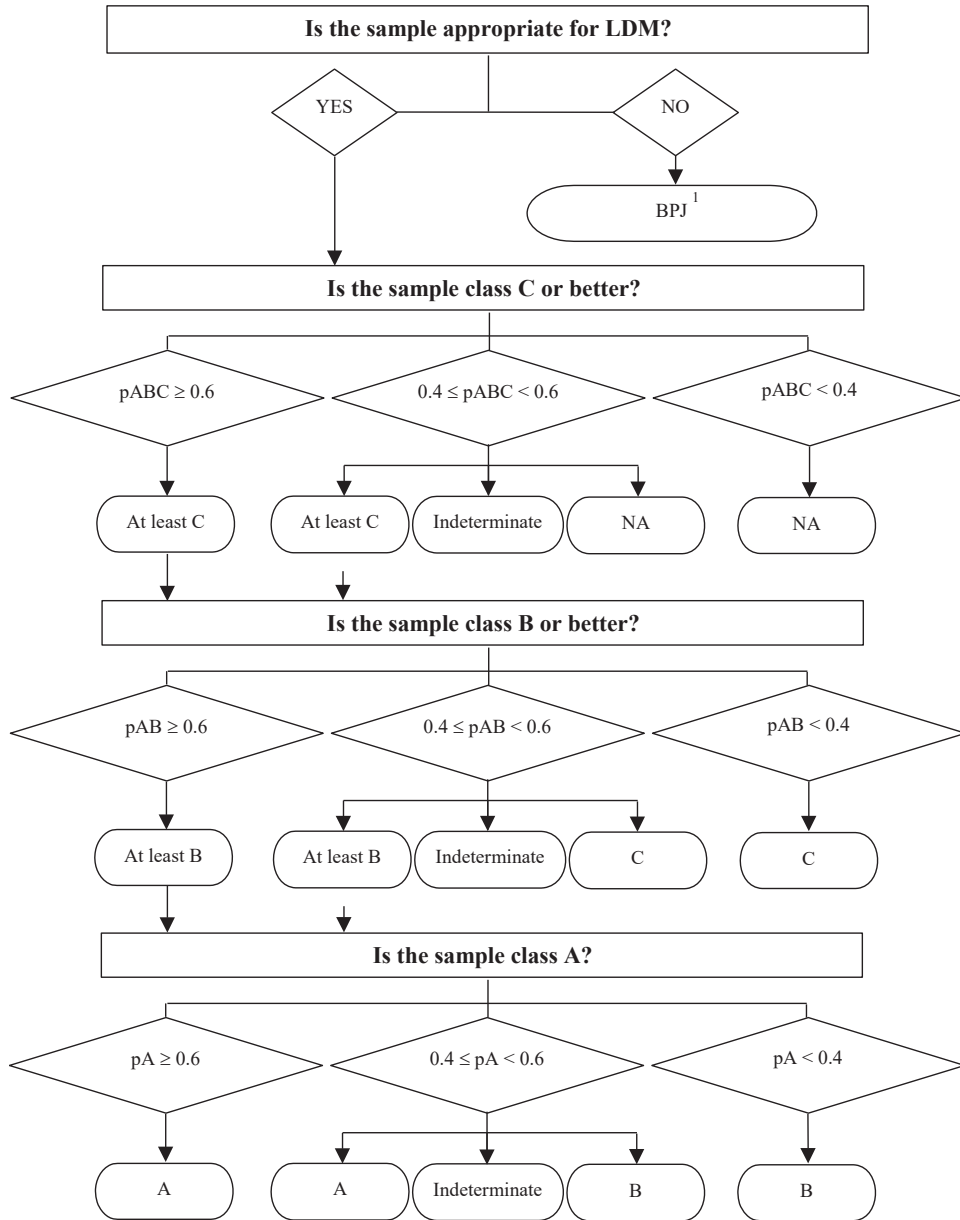 Is the sample appropriate for LDM?
YES
NO
BPJ 1
Is the sample class C or better?
pABC ≥ 0.6
0.4 ≤ pABC < 0.6
pABC < 0.4
At least C
At least C
Indeterminate
NA
NA
Is the sample class B or better?
pAB ≥ 0.6
0.4 ≤ pAB < 0.6
pAB < 0.4
At least B
At least B
Indeterminate
C
C
Is the sample class A?
pA ≥ 0.6
0.4 ≤ pA < 0.6
pA < 0.4
A
A
Indeterminate
B
B